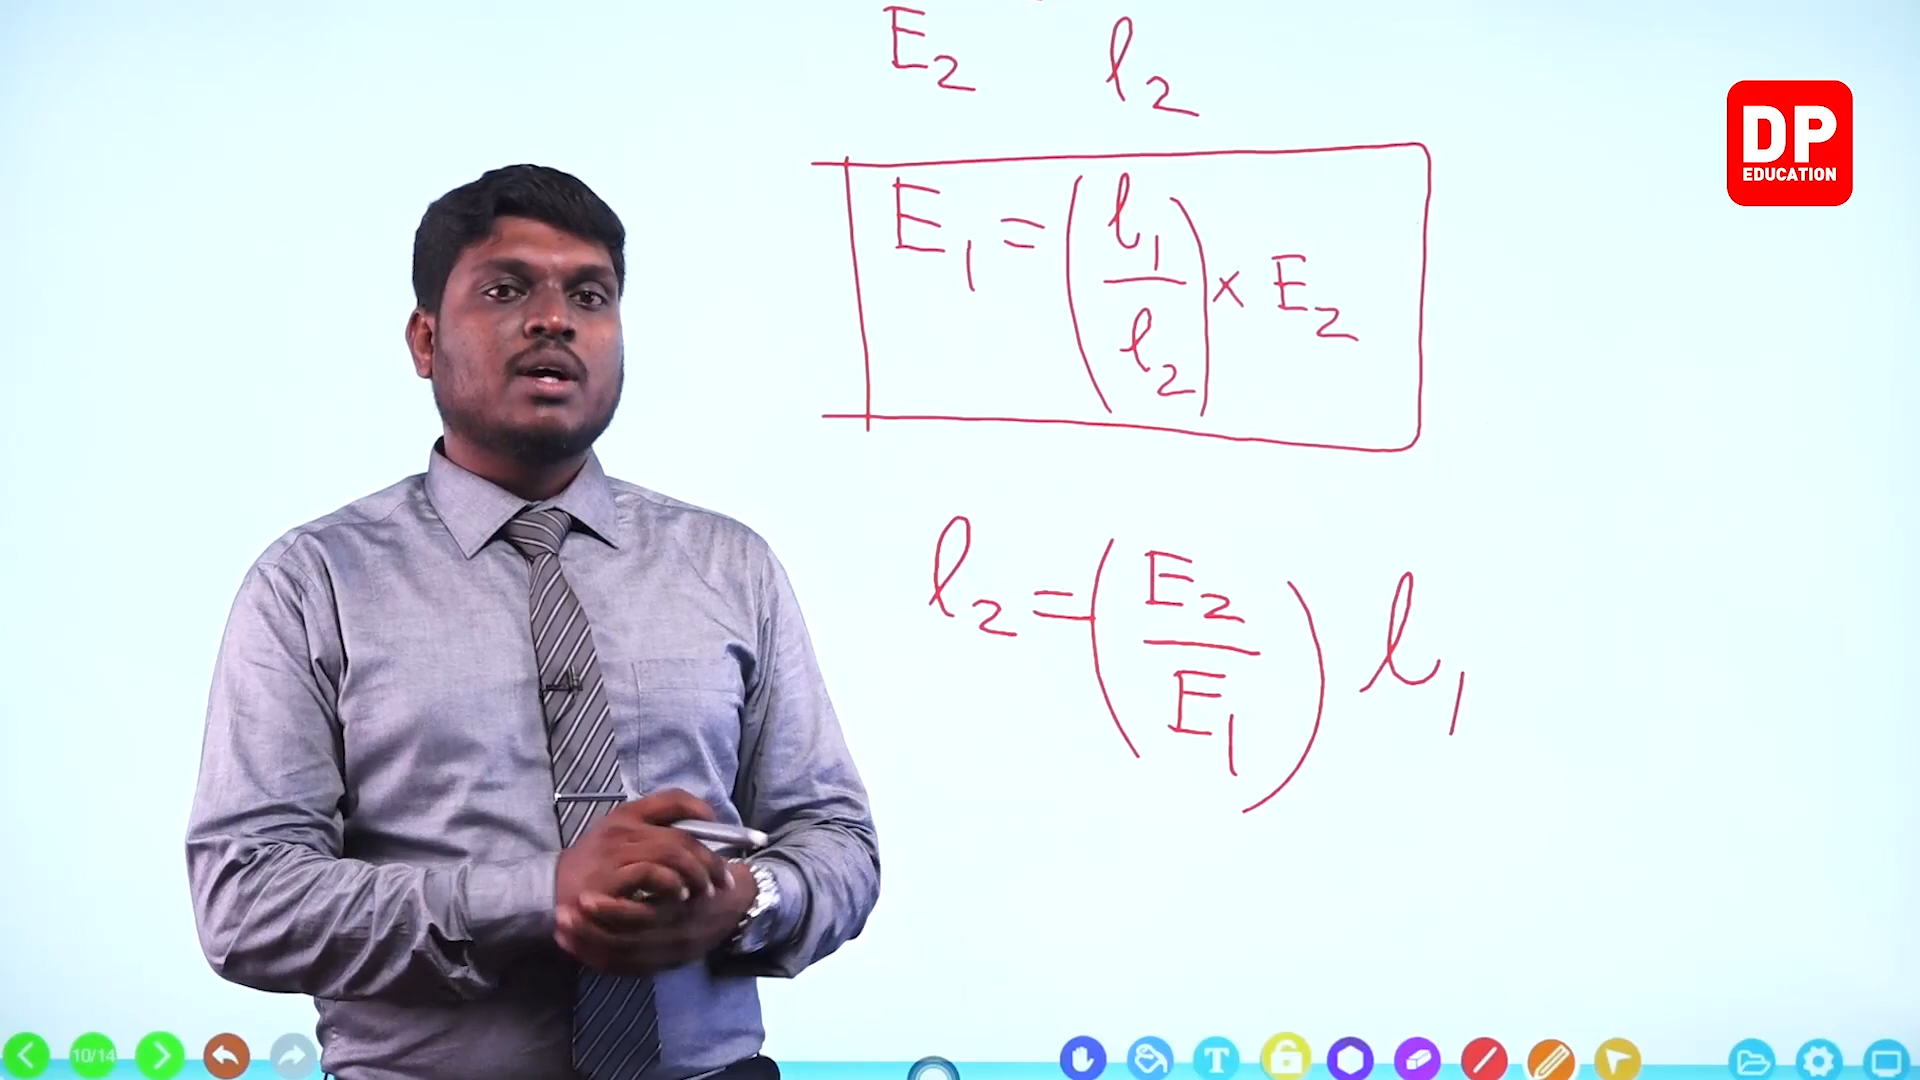 E₂ l₂
DP
EDUCATION
E₁ = (l₁/l₂) × E₂
l₂ = (E₂/E₁) l₁
10/14
T